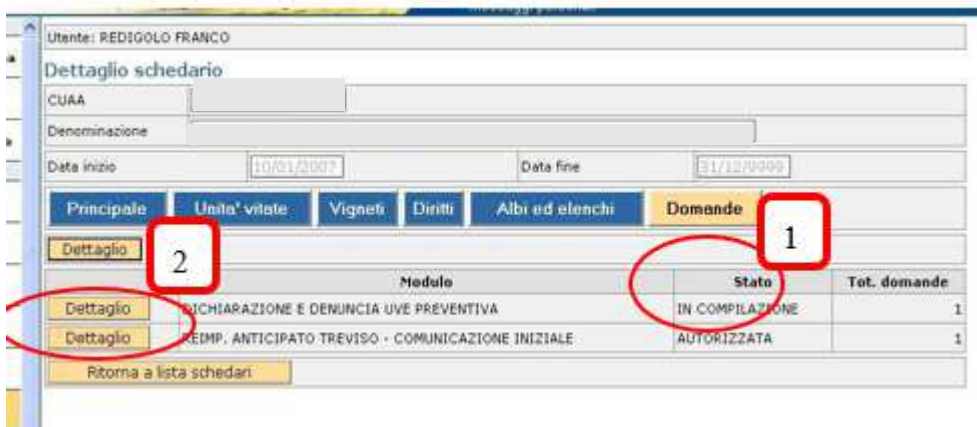 Utente: REDIGOLO FRANCO
Dettaglio schedario
CUAA
Denominazione
Data inizio 10/01/2007 Data fine 31/12/9999
Principale Unita' vitate Vigneti Diritti Albi ed elenchi Domande
1
Dettaglio
2
Modulo Stato Tot. domande
Dettaglio DICHIARAZIONE E DENUNCIA UVE PREVENTIVA IN COMPILAZIONE 1
Dettaglio REIMP. ANTICIPATO TREVISO - COMUNICAZIONE INIZIALE AUTORIZZATA 1
Ritorna a lista schedari